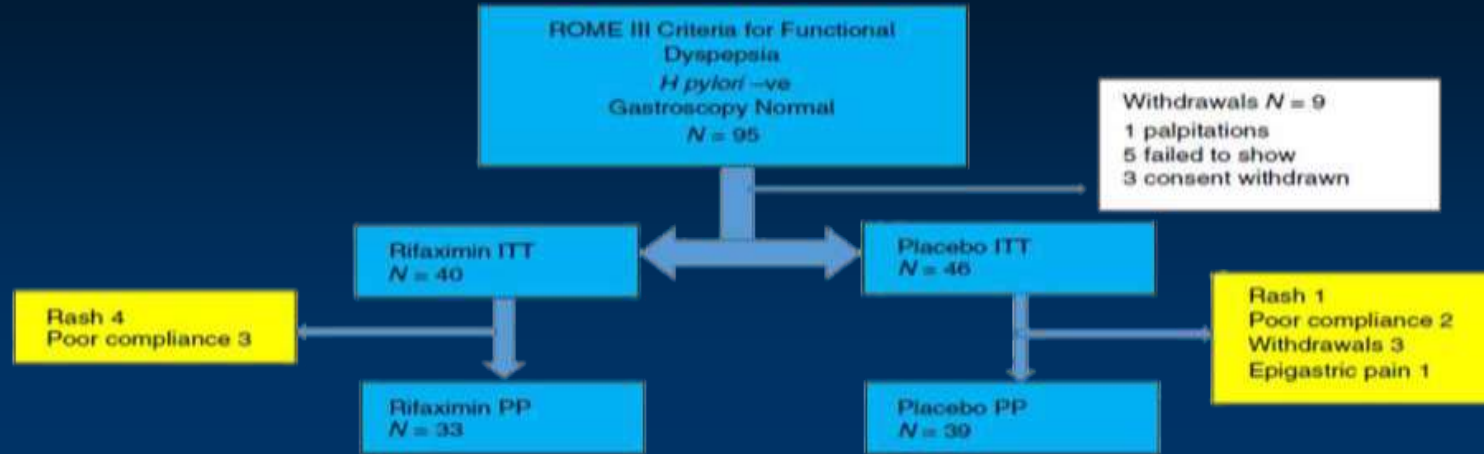 ROME III Criteria for Functional
Dyspepsia
H pylori –ve
Gastroscopy Normal
N = 95
Withdrawals N = 9
1 palpitations
5 failed to show
3 consent withdrawn
Rifaximin ITT
N = 40
Placebo ITT
N = 46
Rash 4
Poor compliance 3
Rash 1
Poor compliance 2
Withdrawals 3
Epigastric pain 1
Rifaximin PP
N = 33
Placebo PP
N = 39